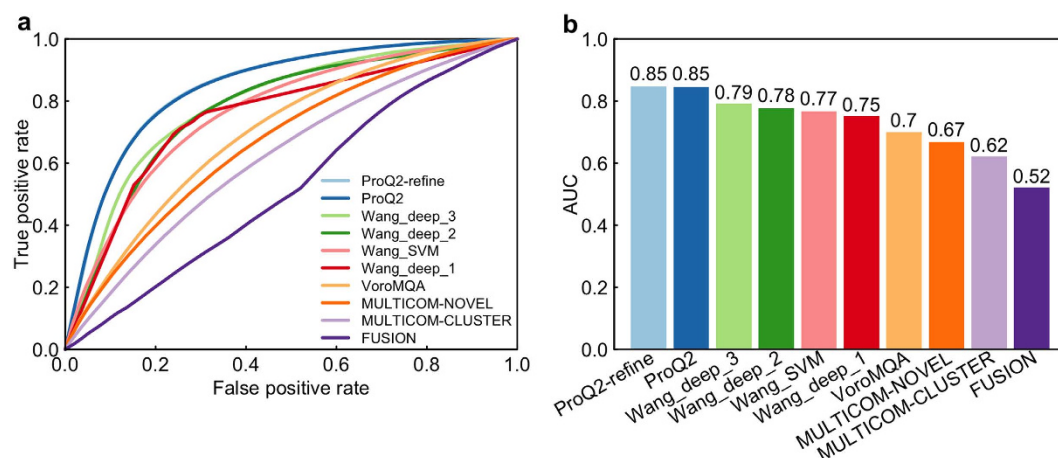 a
True positive rate
1.0
0.8
0.6
0.4
0.2
0.0
0.0 0.2 0.4 0.6 0.8 1.0
False positive rate
ProQ2-refine
ProQ2
Wang_deep_3
Wang_deep_2
Wang_SVM
Wang_deep_1
VoroMQA
MULTICOM-NOVEL
MULTICOM-CLUSTER
FUSION
b
AUC
1.0
0.8
0.6
0.4
0.2
0.0
0.85 0.85 0.79 0.78 0.77 0.75 0.7 0.67 0.62 0.52
ProQ2-refine
ProQ2
Wang_deep_3
Wang_deep_2
Wang_SVM
Wang_deep_1
VoroMQA
MULTICOM-NOVEL
MULTICOM-CLUSTER
FUSION